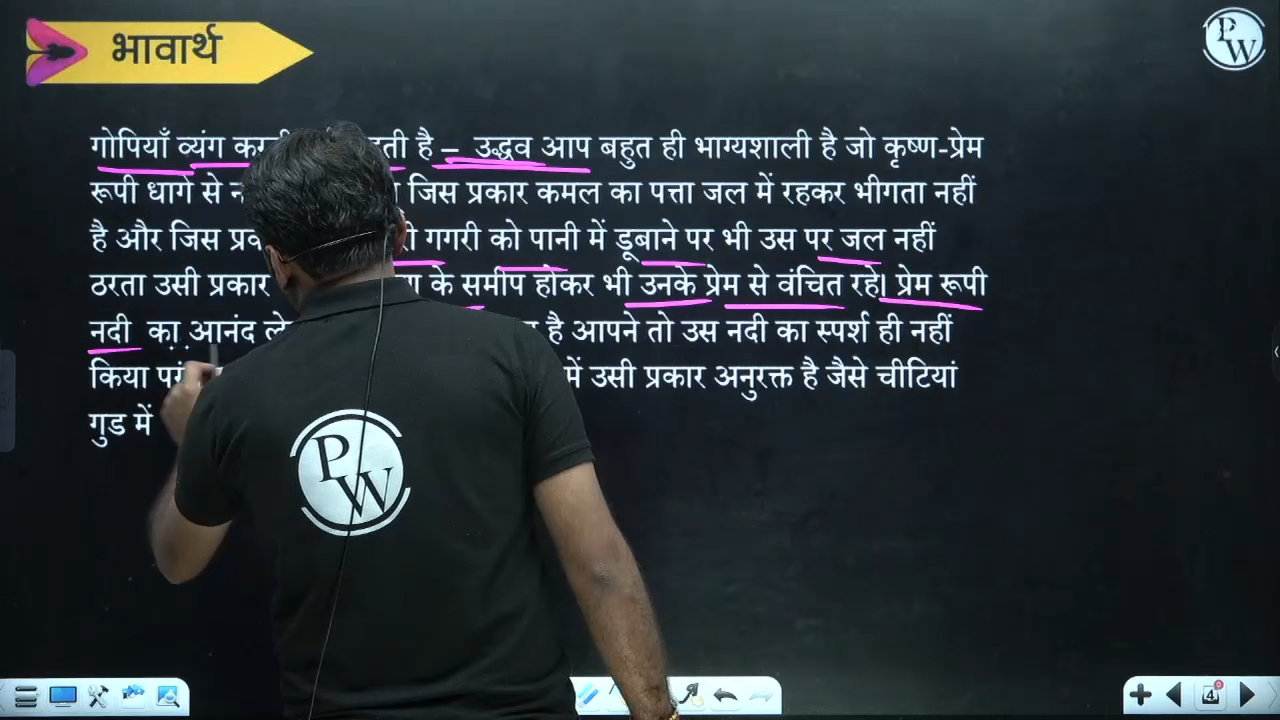 भावार्थ
PW
गोपियाँ व्यंग है – उद्धव आप बहुत ही भाग्यशाली है जो कृष्ण-प्रेम
रूपी धागे से जिस प्रकार कमल का पत्ता जल में रहकर भीगता नहीं
है और जिस गगरी को पानी में डूबाने पर भी उस पर जल नहीं
ठरता उसी प्रकार के समीप होकर भी उनके प्रेम से वंचित रहे। प्रेम रूपी
नदी का आनंद है आपने तो उस नदी का स्पर्श ही नहीं
किया में उसी प्रकार अनुरक्त है जैसे चीटियां
गुड में
PW
4